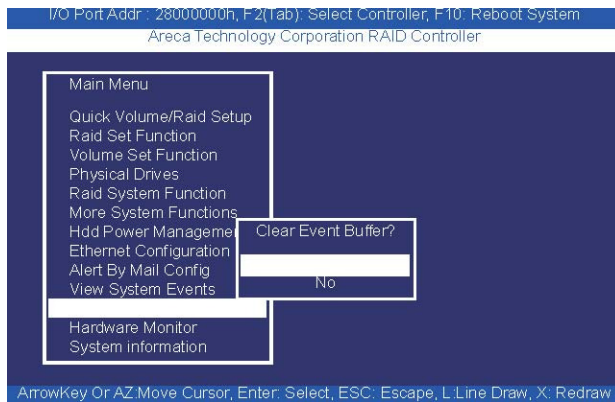 I/O Port Addr : 28000000h, F2(Tab): Select Controller, F10: Reboot System
Areca Technology Corporation RAID Controller
Main Menu
Quick Volume/Raid Setup
Raid Set Function
Volume Set Function
Physical Drives
Raid System Function
More System Functions
Hdd Power Managemen
Ethernet Configuration
Alert By Mail Config
View System Events
Hardware Monitor
System information
Clear Event Buffer?
No
ArrowKey Or AZ:Move Cursor, Enter: Select, ESC: Escape, L:Line Draw, X: Redraw